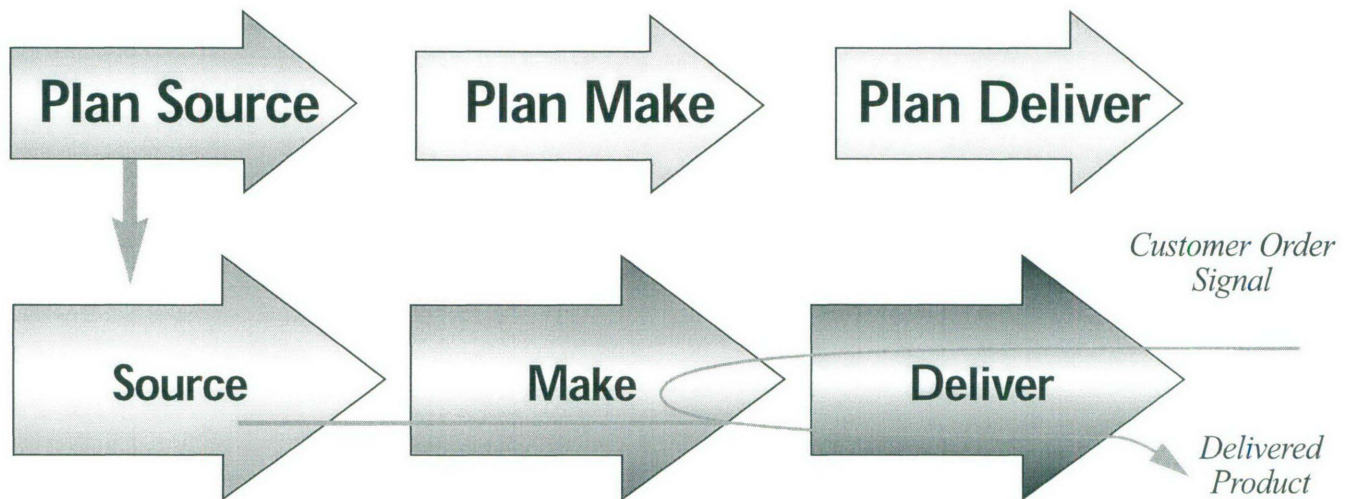 Plan Source
Plan Make
Plan Deliver
Customer Order
Signal
Source
Make
Deliver
Delivered
Product